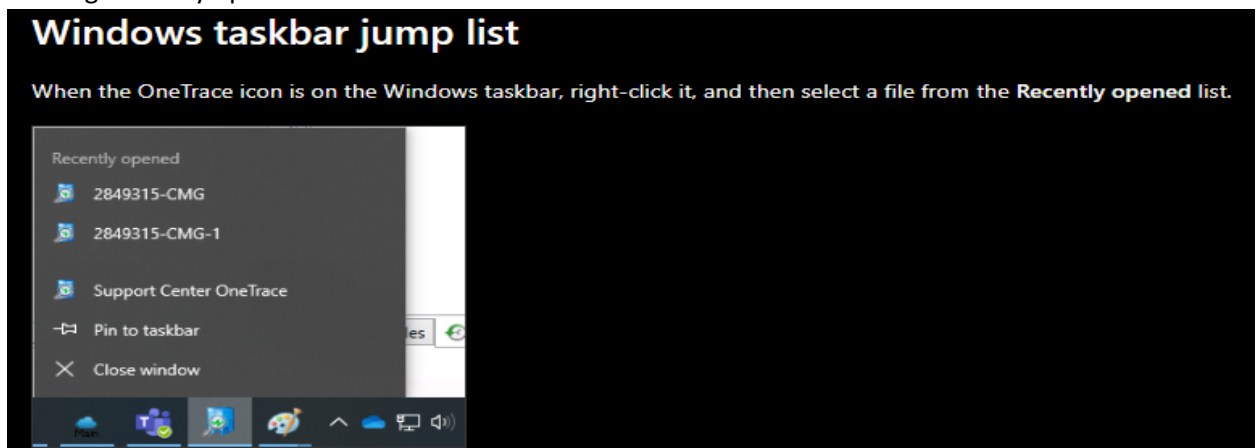 Windows taskbar jump list
When the OneTrace icon is on the Windows taskbar, right-click it, and then select a file from the Recently opened list.
Recently opened
2849315-CMG
2849315-CMG-1
Support Center OneTrace
Pin to taskbar
Close window
Main